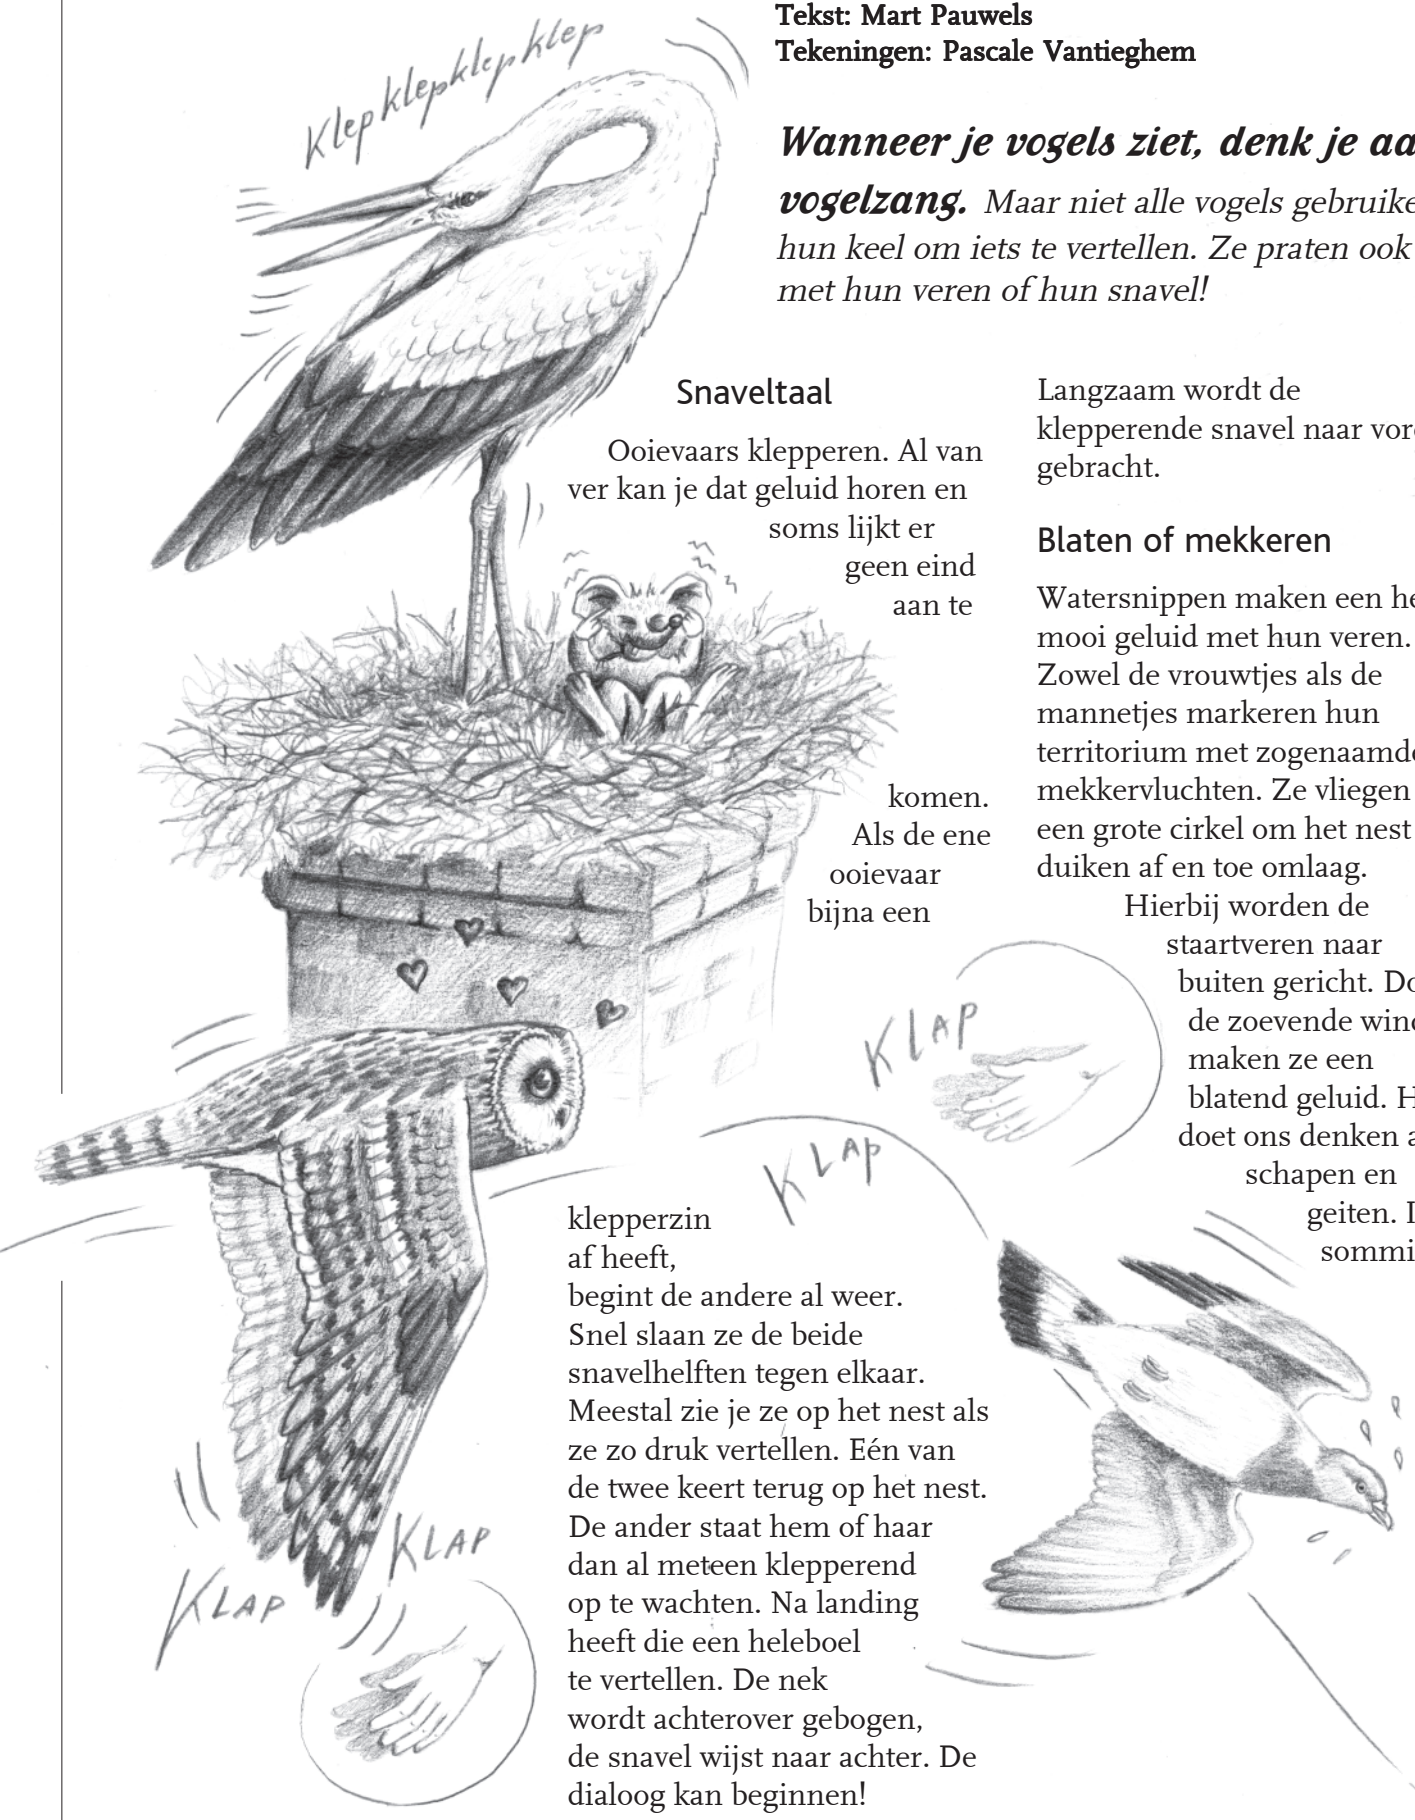 Klepklepklepklep
Tekst: Mart Pauwels
Tekeningen: Pascale Vantieghem
Wanneer je vogels ziet, denk je
vogelzang. Maar niet alle vogels
hun keel om iets te vertellen. Ze praten ook
met hun veren of hun snavel!
Snaveltaal
Ooievaars klepperen. Al van
ver kan je dat geluid horen en
soms lijkt er
geen eind
aan te
komen.
Als de ene
ooievaar
bijna een
klepperzin
af heeft,
begint de andere al weer.
Snel slaan ze de beide
snavelhelften tegen elkaar.
Meestal zie je ze op het nest als
ze zo druk vertellen. Eén van
de twee keert terug op het nest.
De ander staat hem of haar
dan al meteen klepperend
op te wachten. Na landing
heeft die een heleboel
te vertellen. De nek
wordt achterover gebogen,
de snavel wijst naar achter. De
dialoog kan beginnen!
Langzaam wordt de
klepperende snavel naar
gebracht.
Blaten of mekkeren
Watersnippen maken een
mooi geluid met hun veren.
Zowel de vrouwtjes als de
mannetjes markeren hun
territorium met
mekkervluchten. Ze vliegen
een grote cirkel om het nest
duiken af en toe omlaag.
Hierbij worden de
staartveren naar
buiten gericht.
de zoevende
maken ze een
blatend geluid.
doet ons denken
schapen en
geiten.
KLAP
KLAP
KLAP
KLAP